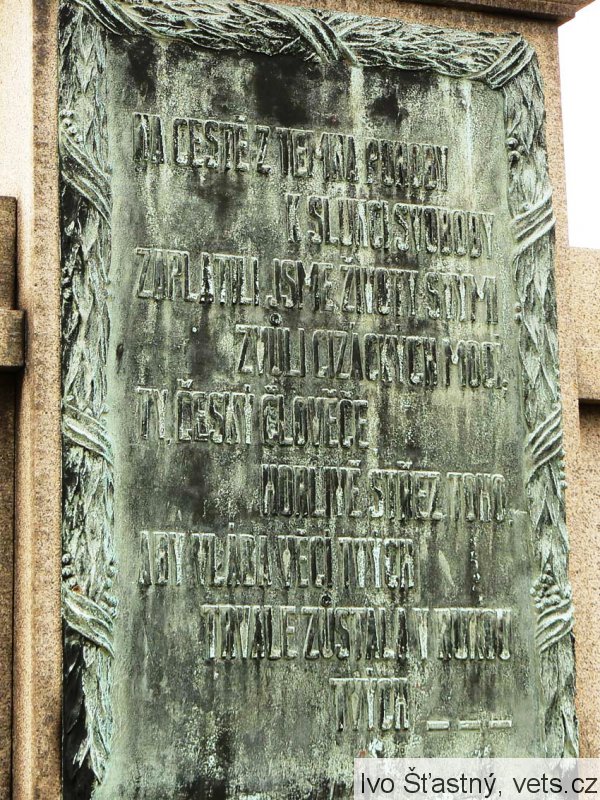 NA CESTĚ Z TEMNA POROBY
K SLUNCI SVOBODY
ZAPLATILI JSME ŽIVOTY SVÝMI
ZVŮLI CIZÁCKÝCH MOCÍ.
TY, ČESKÝ ČLOVĚČE
HORLIVĚ STŘEZ TOHO,
ABY VLÁDA VĚCÍ TVÝCH
TRVALE ZŮSTALA V RUKOU
TVÝCH _ _ _
Ivo Šťastný, vets.cz